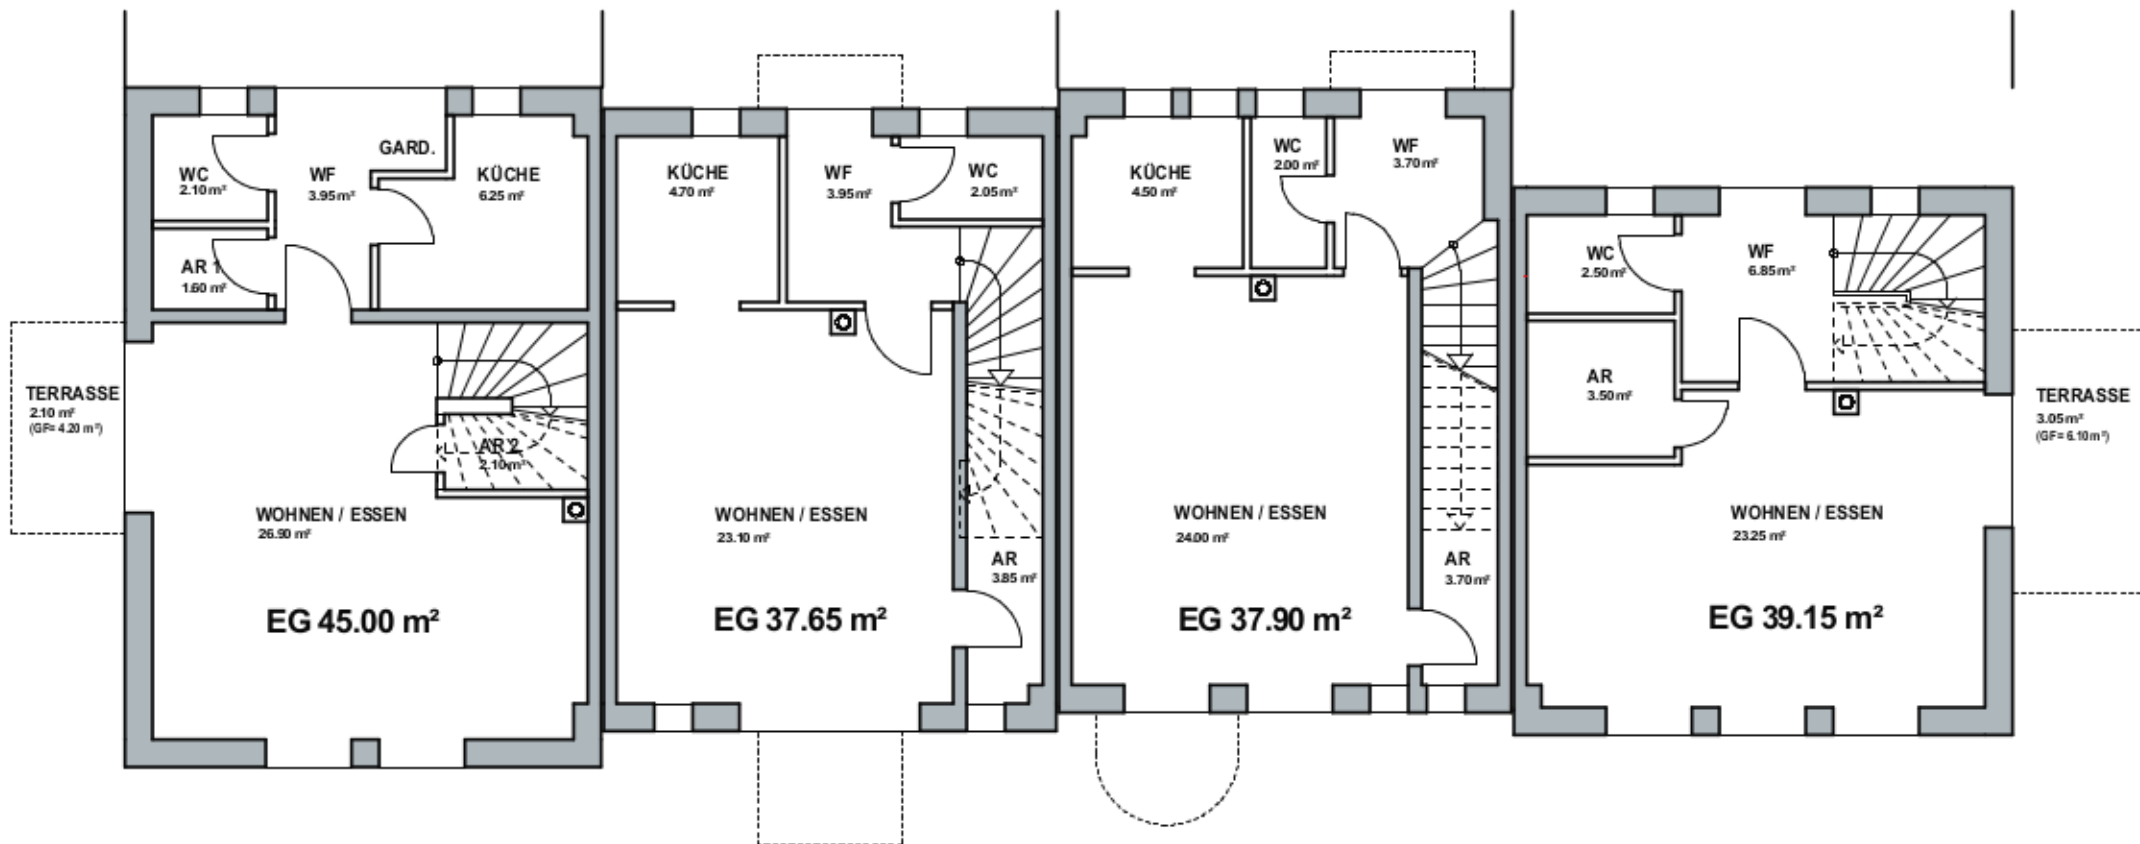 GARD.
WC
2.10 m²
WF
3.95 m²
KÜCHE
6.25 m²
AR 1
1.60 m²
TERRASSE
2.10 m²
(GF= 4.20 m²)
AR 2
2.10 m²
WOHNEN / ESSEN
26.90 m²
EG 45.00 m²
KÜCHE
4.70 m²
WF
3.95 m²
WC
2.05 m²
WOHNEN / ESSEN
23.10 m²
AR
3.85 m²
EG 37.65 m²
KÜCHE
4.50 m²
WC
2.00 m²
WF
3.70 m²
WOHNEN / ESSEN
24.00 m²
AR
3.70 m²
EG 37.90 m²
WC
2.50 m²
WF
6.85 m²
AR
3.50 m²
TERRASSE
3.05 m²
(GF= 6.10 m²)
WOHNEN / ESSEN
23.25 m²
EG 39.15 m²